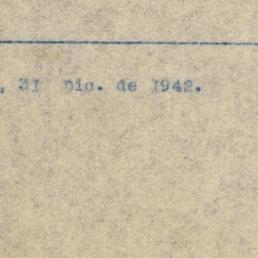 , 31 Dic. de 1942.